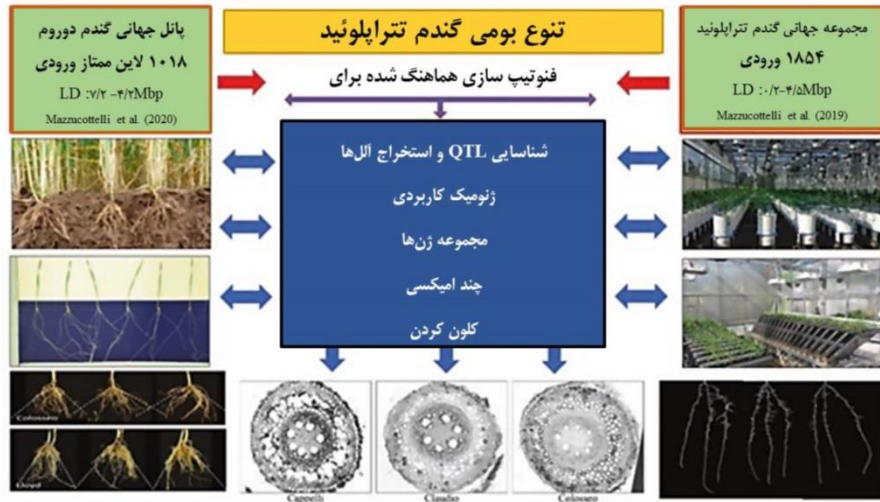 تنوع بومی گندم تتراپلوئید
پانل جهانی گندم دوروم
۱۰۱۸ لاین ممتاز ورودی
LD :۷/۲ -۴/۲Mbp
Mazzucottelli et al. (2020)
مجموعه جهانی گندم تتراپلوئید
۱۸۵۴ ورودی
LD :۰/۲-۴/۵Mbp
Mazzucottelli et al. (2019)
فنوتیپ سازی هماهنگ شده برای
شناسایی QTL و استخراج آلل‌ها
ژنومیک کاربردی
مجموعه ژن‌ها
چند امیکسی
کلون کردن
Colosseo
Lloyd
Cappelli
Claudio
Colosseo